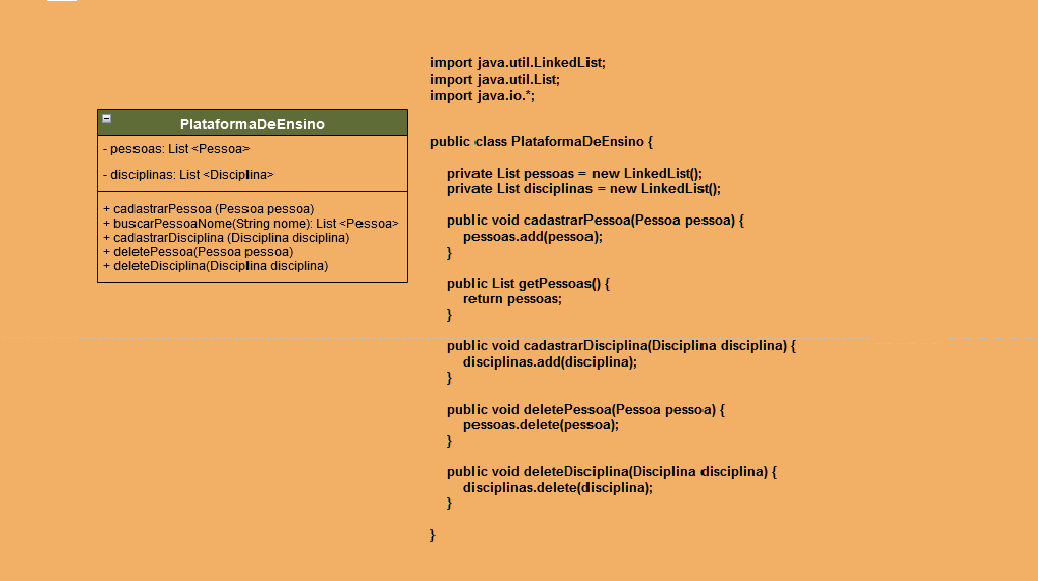 PlataformaDeEnsino
- pessoas: List <Pessoa>
- disciplinas: List <Disciplina>
+ cadastrarPessoa (Pessoa pessoa)
+ buscarPessoaNome(String nome): List <Pessoa>
+ cadastrarDisciplina (Disciplina disciplina)
+ deletePessoa(Pessoa pessoa)
+ deleteDisciplina(Disciplina disciplina)
import java.util.LinkedList;
import java.util.List;
import java.io.*;
public class PlataformaDeEnsino {
private List pessoas = new LinkedList();
private List disciplinas = new LinkedList();
public void cadastrarPessoa(Pessoa pessoa) {
pessoas.add(pessoa);
}
public List getPessoas() {
return pessoas;
}
public void cadastrarDisciplina(Disciplina disciplina) {
disciplinas.add(disciplina);
}
public void deletePessoa(Pessoa pessoa) {
pessoas.delete(pessoa);
}
public void deleteDisciplina(Disciplina disciplina) {
disciplinas.delete(disciplina);
}
}